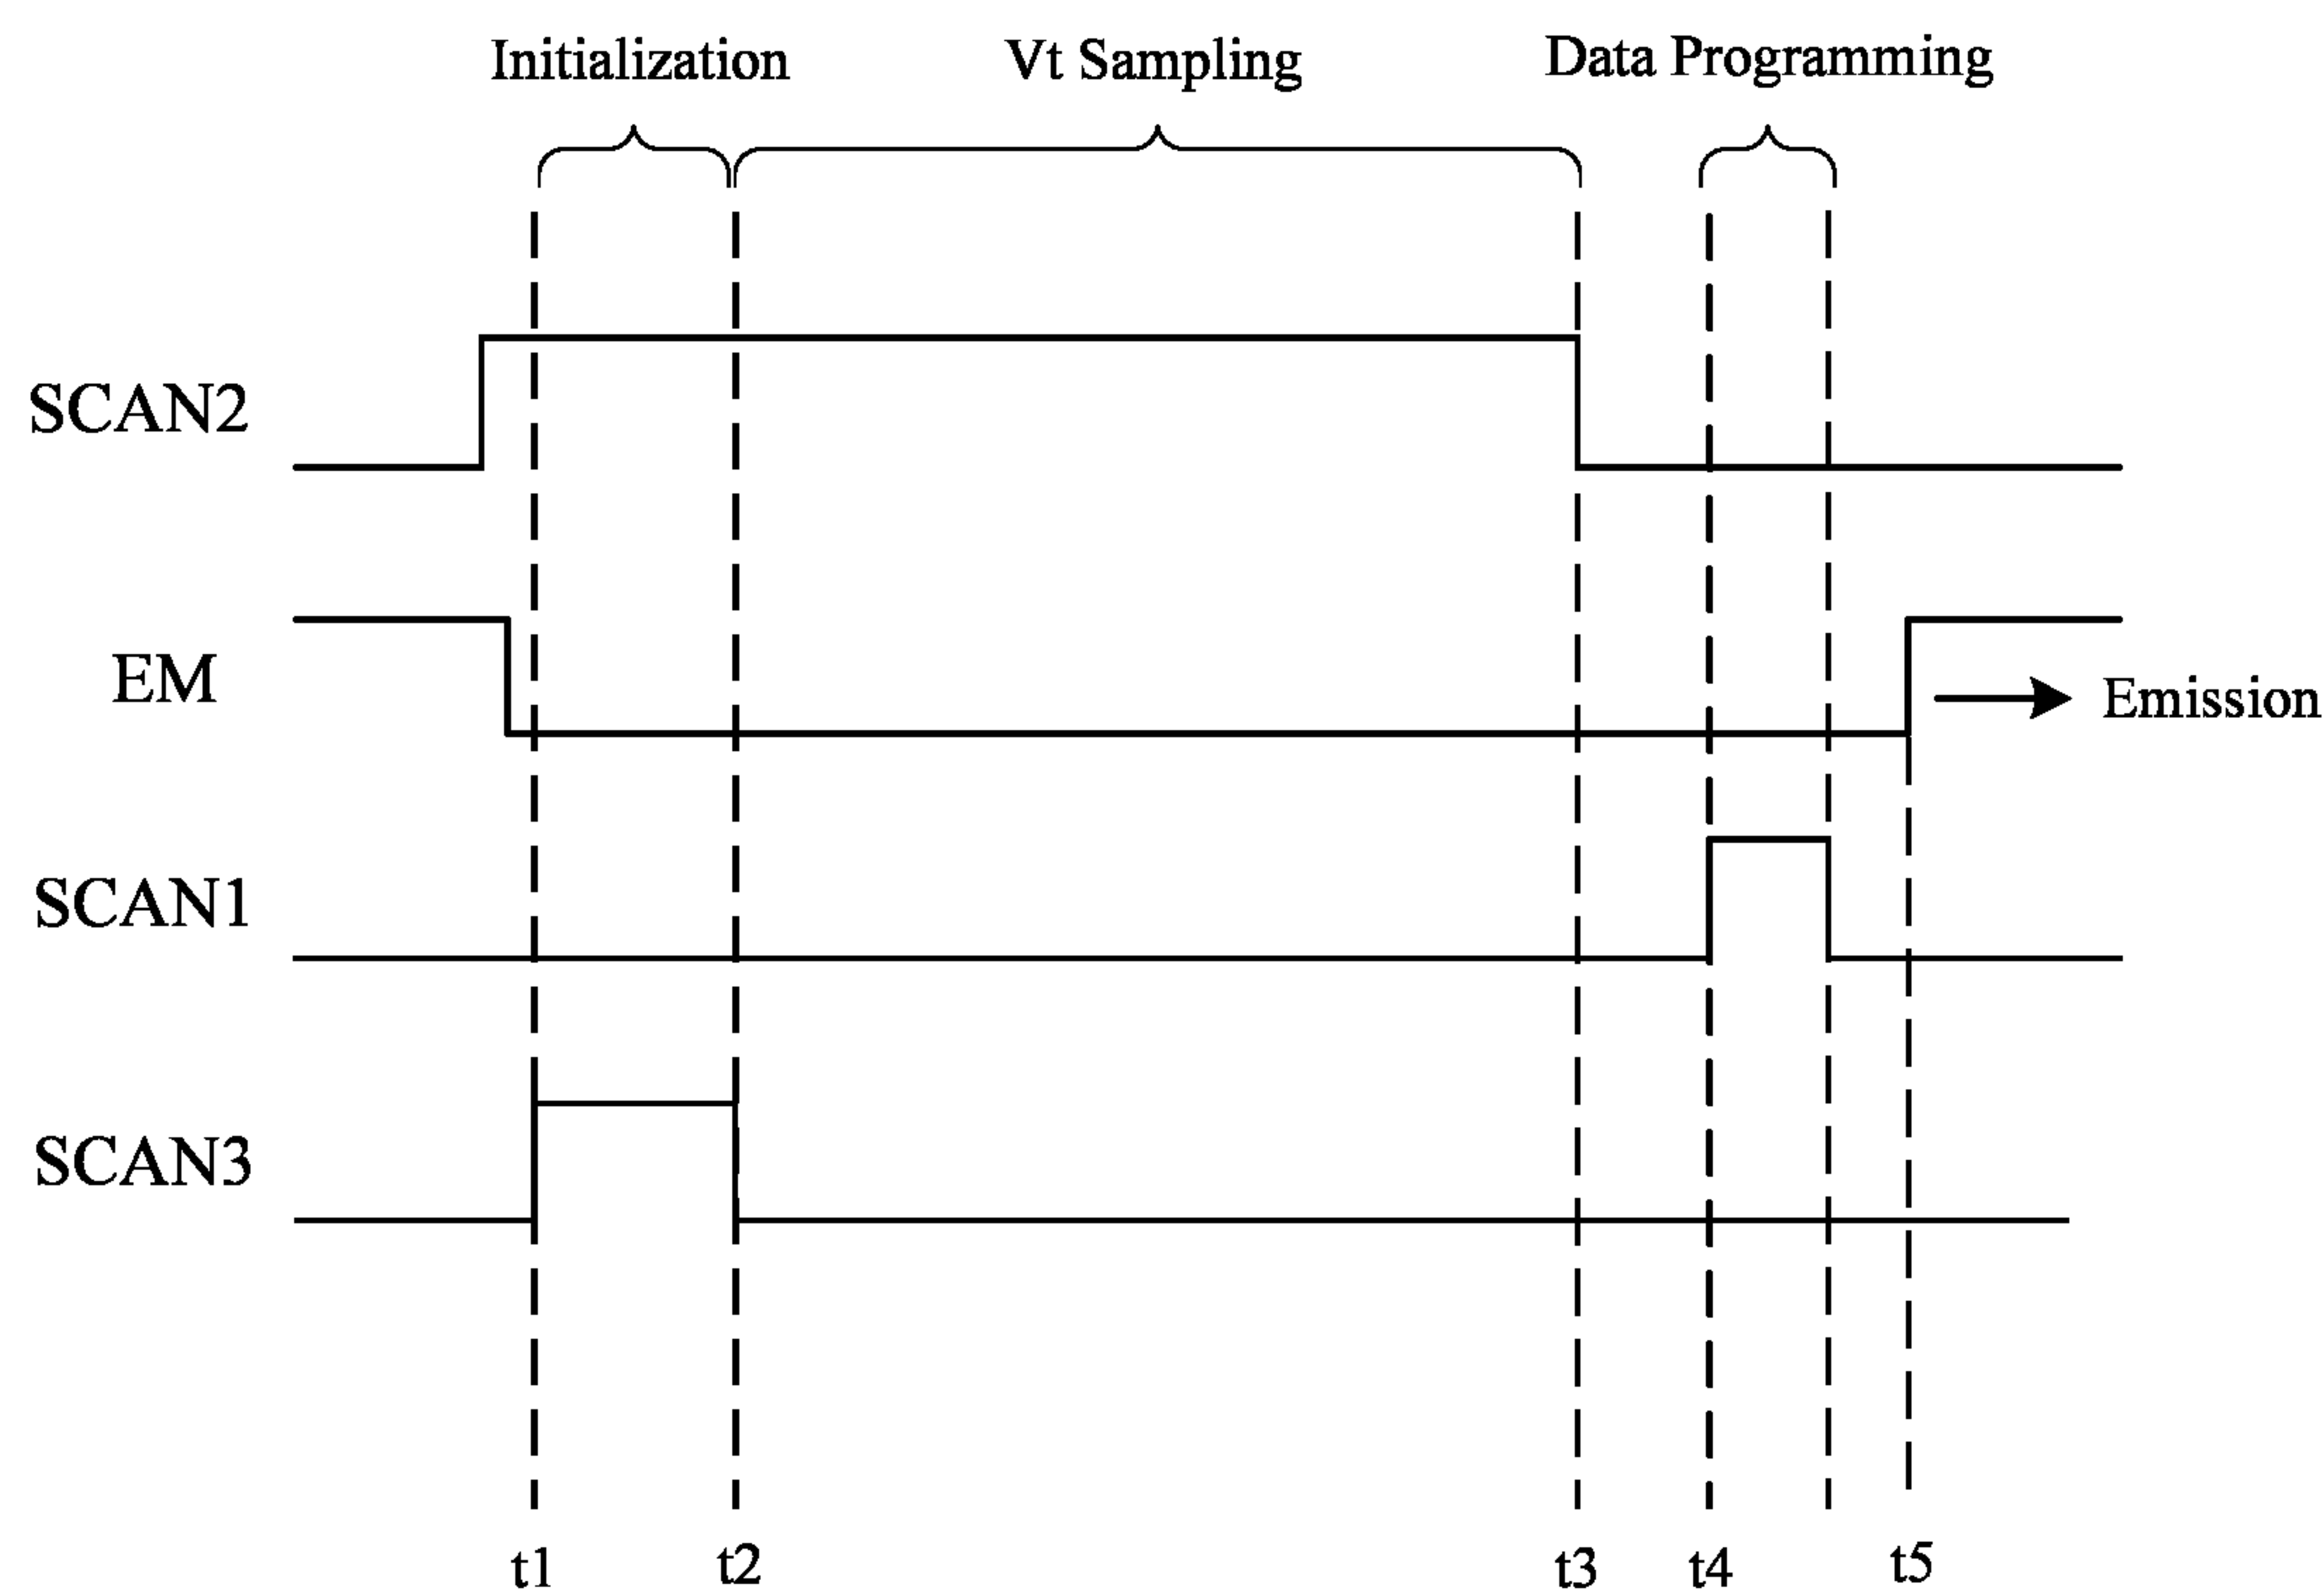 Initialization
Vt Sampling
Data Programming
SCAN2
EM
Emission
SCAN1
SCAN3
t1
t2
t3
t4
t5